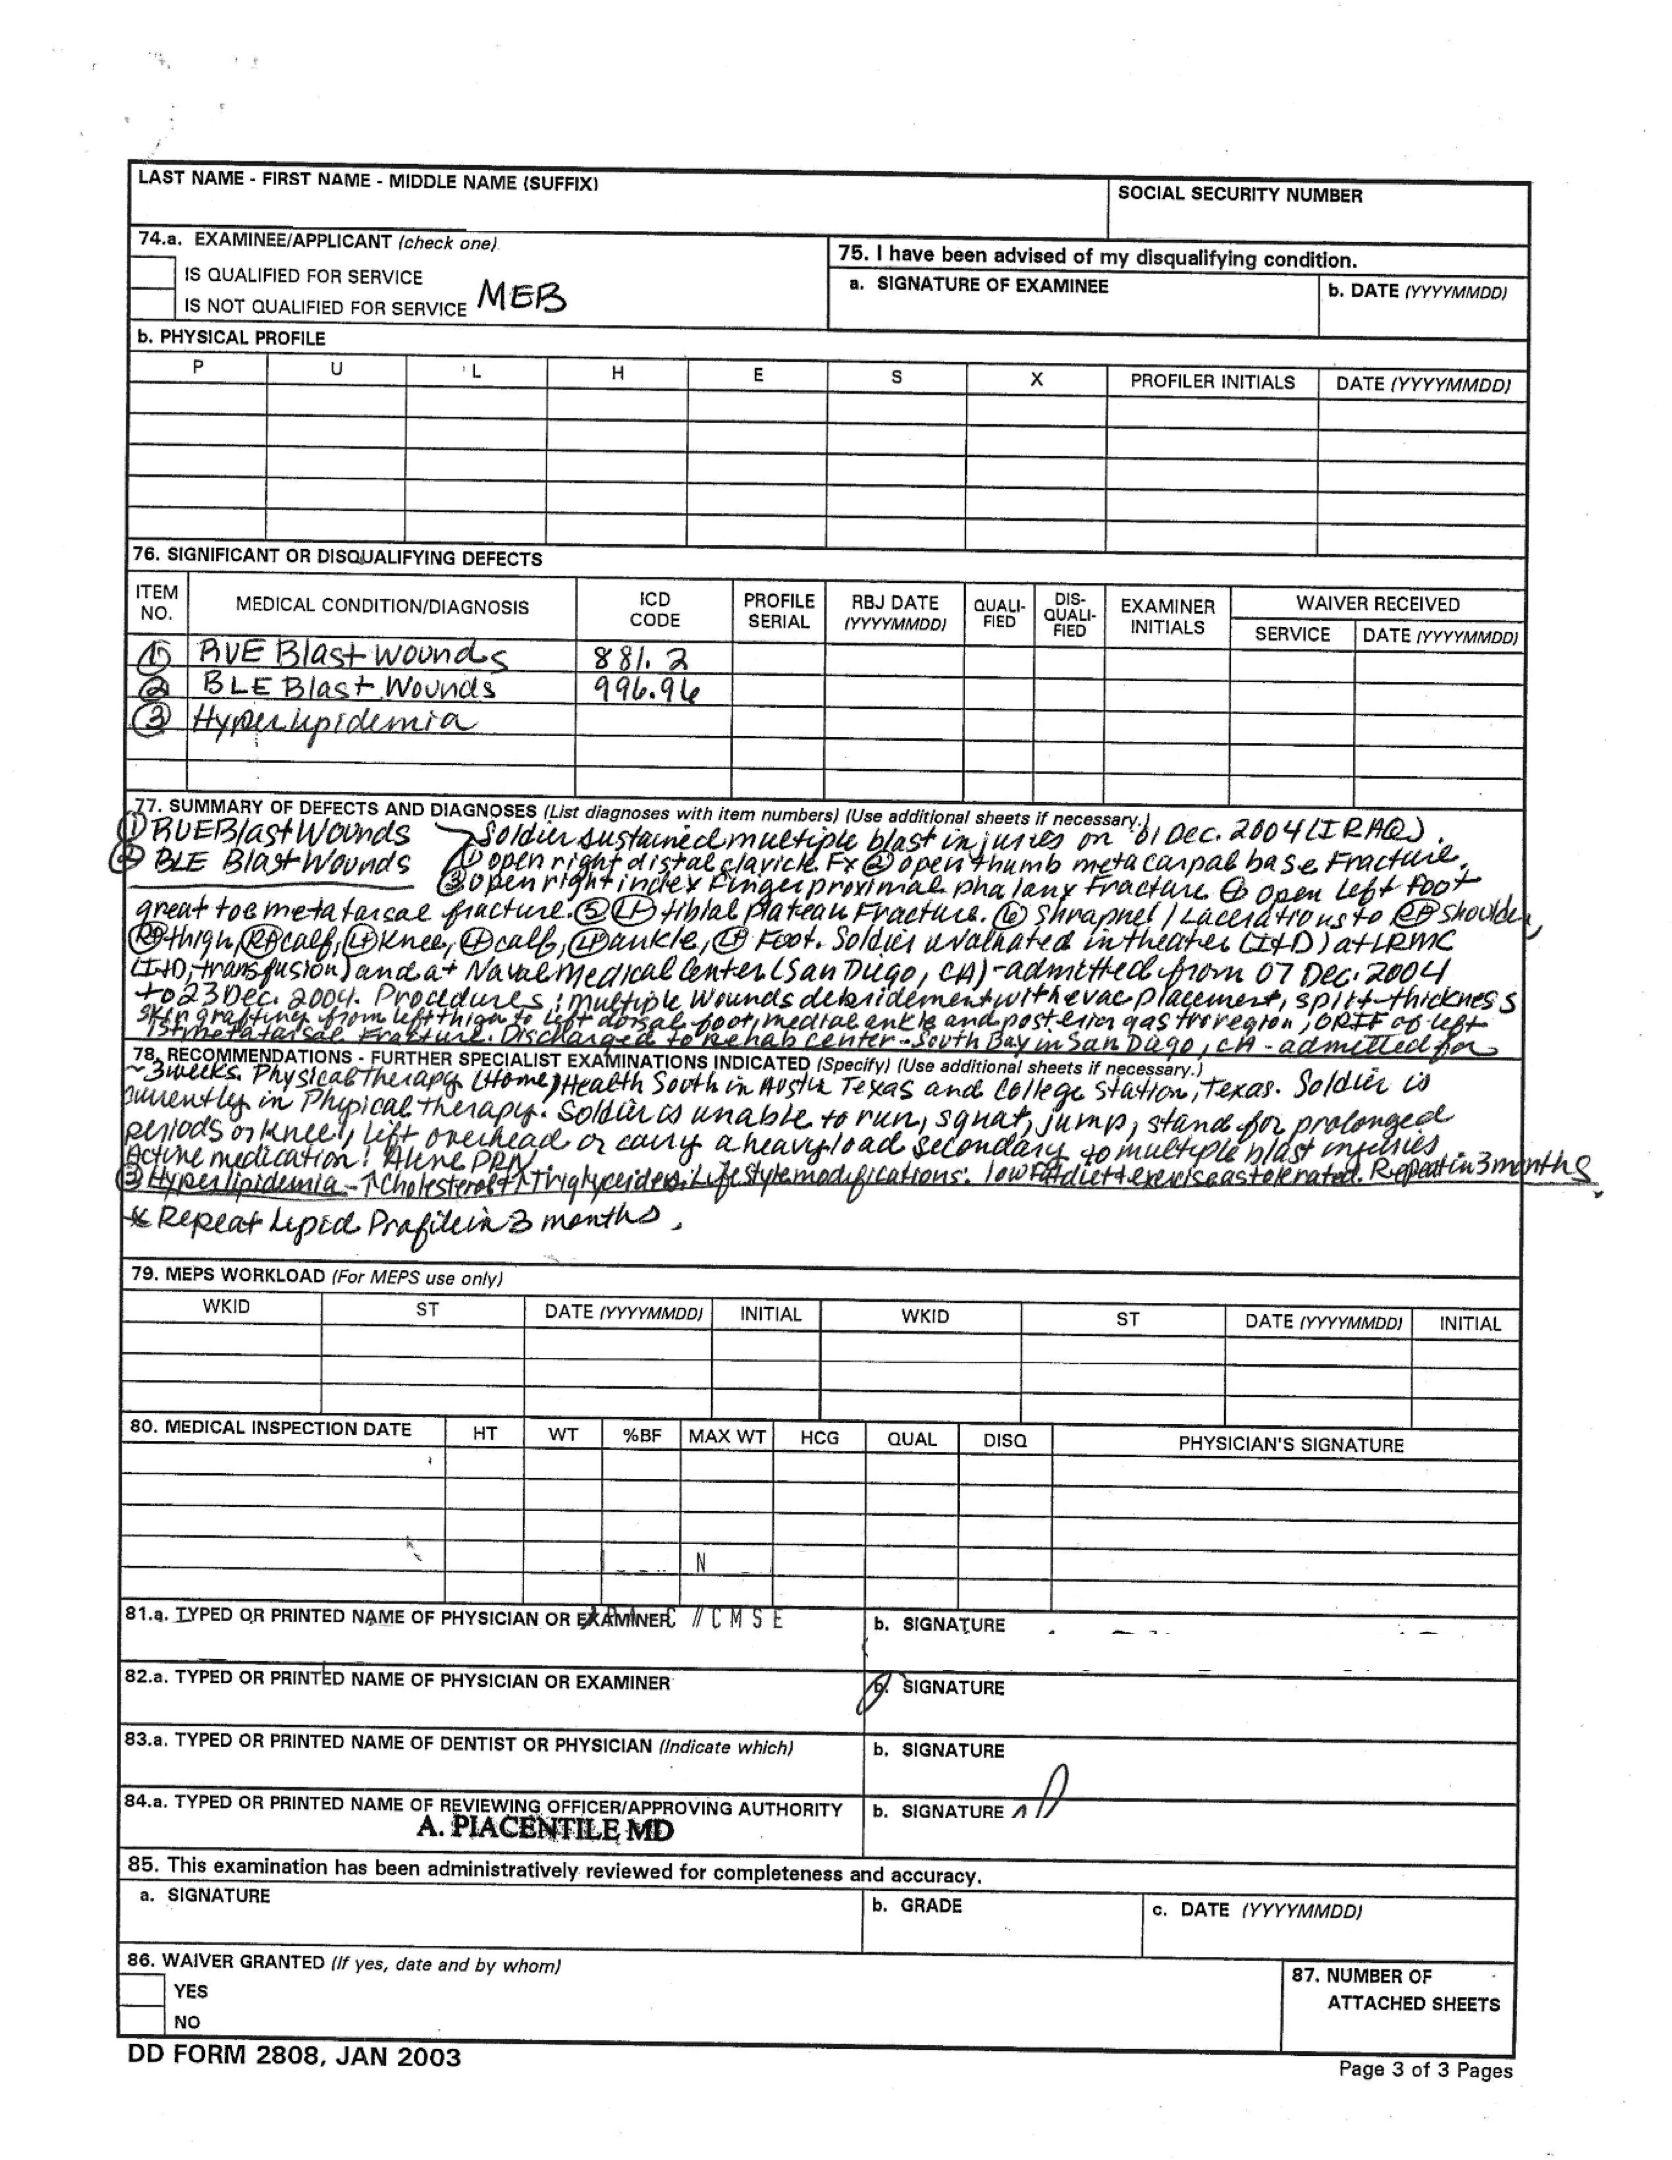 LAST NAME - FIRST NAME - MIDDLE NAME (SUFFIX)
SOCIAL SECURITY NUMBER
74.a. EXAMINEE/APPLICANT (check one)
IS QUALIFIED FOR SERVICE
IS NOT QUALIFIED FOR SERVICE MEB
75. I have been advised of my disqualifying condition.
a. SIGNATURE OF EXAMINEE
b. DATE (YYYYMMDD)
b. PHYSICAL PROFILE
P U L H E S X PROFILER INITIALS DATE (YYYYMMDD)
76. SIGNIFICANT OR DISQUALIFYING DEFECTS
ITEM NO. MEDICAL CONDITION/DIAGNOSIS ICD CODE PROFILE SERIAL RBJ DATE (YYYYMMDD) QUALI-FIED DIS-QUALI-FIED EXAMINER INITIALS WAIVER RECEIVED SERVICE DATE (YYYYMMDD)
① RUE Blast Wounds 881.2
② BLE Blast Wounds 996.96
③ Hyperlipidemia
77. SUMMARY OF DEFECTS AND DIAGNOSES (List diagnoses with item numbers) (Use additional sheets if necessary.)
① RUE Blast Wounds Soldier sustained multiple blast injuries on 01 Dec. 2004 (IRAQ).
② BLE Blast Wounds ① open right distal clavicle Fx ② open thumb metacarpal base Fracture,
③ open right index Finger proximal phalanx Fracture ④ open left foot
great toe metatarsal fracture. ⑤ (L) tibial plateau Fracture. ⑥ Shrapnel / Lacerations to (R) shoulder,
(R) thigh, (R) calf, (L) Knee, (L) calf, (L) ankle, (L) Foot. Soldier evaluated in theater (I+D) at LRMC
(I+D, transfusion) and at Naval Medical Center (San Diego, CA) - admitted from 07 Dec. 2004
to 23 Dec. 2004. Procedures: multiple wounds debridement with evac placement, split-thickness
skin grafting from left thigh to left dorsal foot, medial ankle and posterior gastroregion, ORIF of left
1st metatarsal Fracture. Discharged to rehab center - South Bay in San Diego, CA - admitted for
78. RECOMMENDATIONS - FURTHER SPECIALIST EXAMINATIONS INDICATED (Specify) (Use additional sheets if necessary.)
~3 weeks. Physical Therapy (Home) Health South in Austin Texas and College Station, Texas. Soldier is
currently in Physical therapy. Soldier is unable to run, squat, jump, stand for prolonged
periods or kneel, lift overhead or carry a heavy load secondary to multiple blast injuries
Active medication: Aleve PRN
③ Hyperlipidemia - ↑Cholesterol + ↑Triglycerides. Lifestyle modifications: low fat diet + exercise as tolerated. Repeat in 3 months
* Repeat Lipid Profile in 3 months.
79. MEPS WORKLOAD (For MEPS use only)
WKID ST DATE (YYYYMMDD) INITIAL WKID ST DATE (YYYYMMDD) INITIAL
80. MEDICAL INSPECTION DATE HT WT %BF MAX WT HCG QUAL DISQ PHYSICIAN'S SIGNATURE
N
81.a. TYPED OR PRINTED NAME OF PHYSICIAN OR EXAMINER
b. SIGNATURE
82.a. TYPED OR PRINTED NAME OF PHYSICIAN OR EXAMINER
b. SIGNATURE
83.a. TYPED OR PRINTED NAME OF DENTIST OR PHYSICIAN (Indicate which)
b. SIGNATURE
84.a. TYPED OR PRINTED NAME OF REVIEWING OFFICER/APPROVING AUTHORITY
A. PIACENTILE MD
b. SIGNATURE
85. This examination has been administratively reviewed for completeness and accuracy.
a. SIGNATURE
b. GRADE
c. DATE (YYYYMMDD)
86. WAIVER GRANTED (If yes, date and by whom)
YES
NO
87. NUMBER OF ATTACHED SHEETS
DD FORM 2808, JAN 2003
Page 3 of 3 Pages